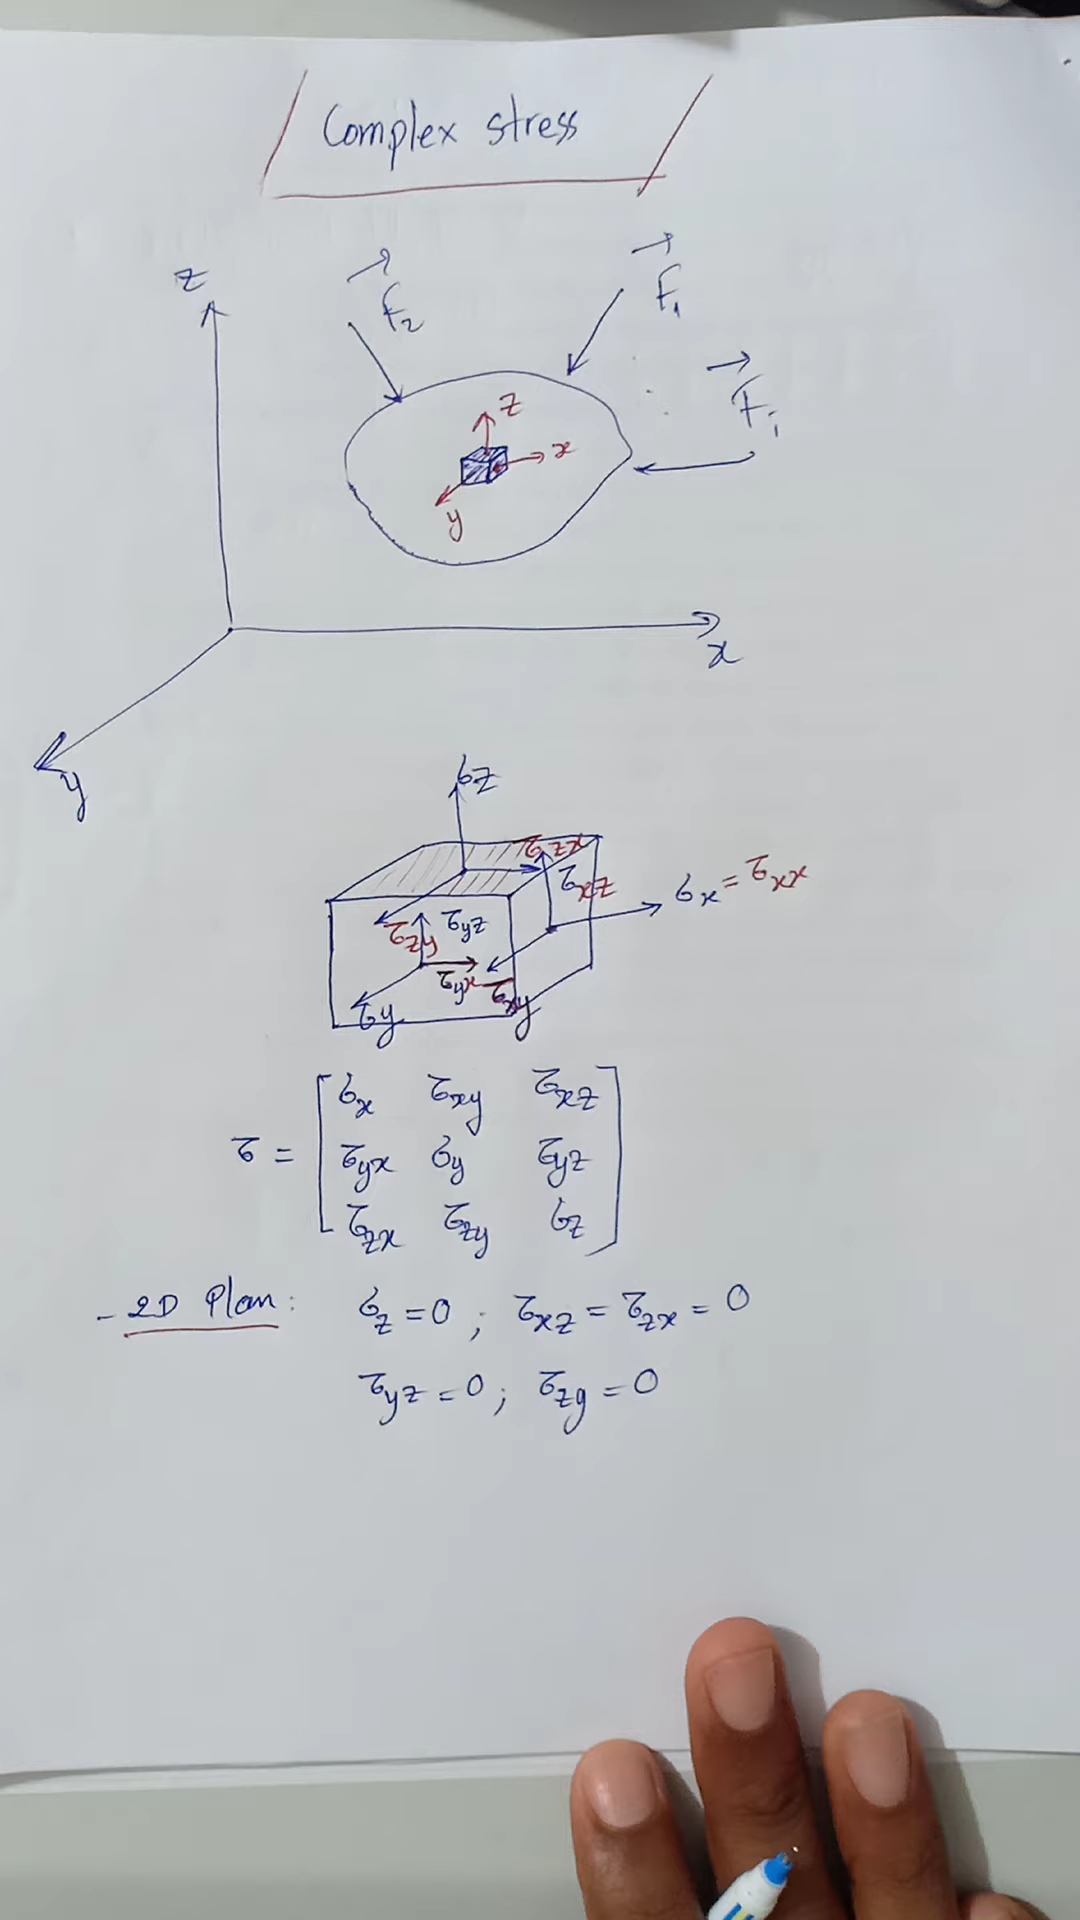 Complex stress
z
F₂
F₁
Fᵢ
z
x
y
x
y
σz
τzx
τxz
σx = τxx
τzy τyz
τyx τxy
σy
τ = [ σx τxy τxz
τyx σy τyz
τzx τzy σz ]
- 2D Plan: σz = 0 ; τxz = τzx = 0
τyz = 0 ; τzy = 0